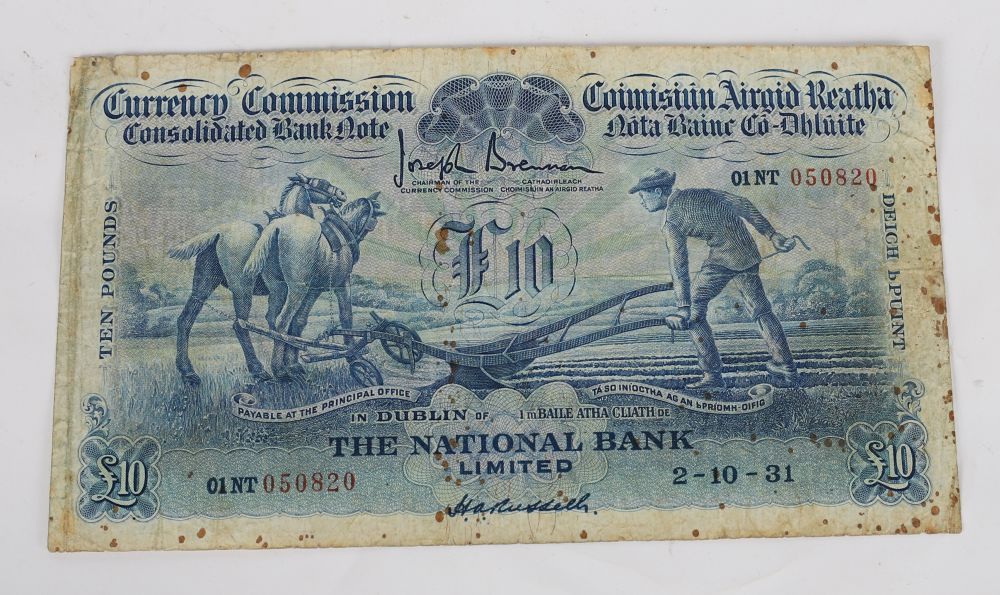 Currency Commission
Consolidated Bank Note
Coimisiún Airgid Reatha
Nóta Bainc Có-Dhlúite
Joseph Brennan
CHAIRMAN OF THE CATHAOIRLEACH
CURRENCY COMMISSION CHOIMISIÚIN AN AIRGID REATHA
01NT 050820
TEN POUNDS
£10
DEICH bPUINT
PAYABLE AT THE PRINCIPAL OFFICE
TÁ SO INÍOCTHA AG AN bPRÍOMH-OIFIG
IN DUBLIN OF
I mBAILE ATHA CLIATH DE
THE NATIONAL BANK
LIMITED
£10
01NT 050820
2-10-31
£10
H A Russell.